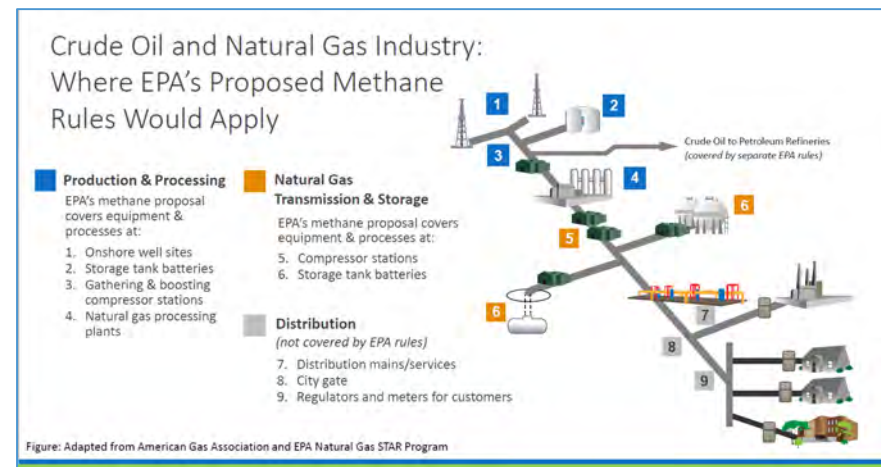 Crude Oil and Natural Gas Industry:
Where EPA's Proposed Methane
Rules Would Apply
Production & Processing
EPA's methane proposal
covers equipment &
processes at:
1. Onshore well sites
2. Storage tank batteries
3. Gathering & boosting
compressor stations
4. Natural gas processing
plants
Natural Gas
Transmission & Storage
EPA's methane proposal covers
equipment & processes at:
5. Compressor stations
6. Storage tank batteries
Distribution
(not covered by EPA rules)
7. Distribution mains/services
8. City gate
9. Regulators and meters for customers
1
2
Crude Oil to Petroleum Refineries
(covered by separate EPA rules)
3
4
6
5
6
7
8
9
Figure: Adapted from American Gas Association and EPA Natural Gas STAR Program